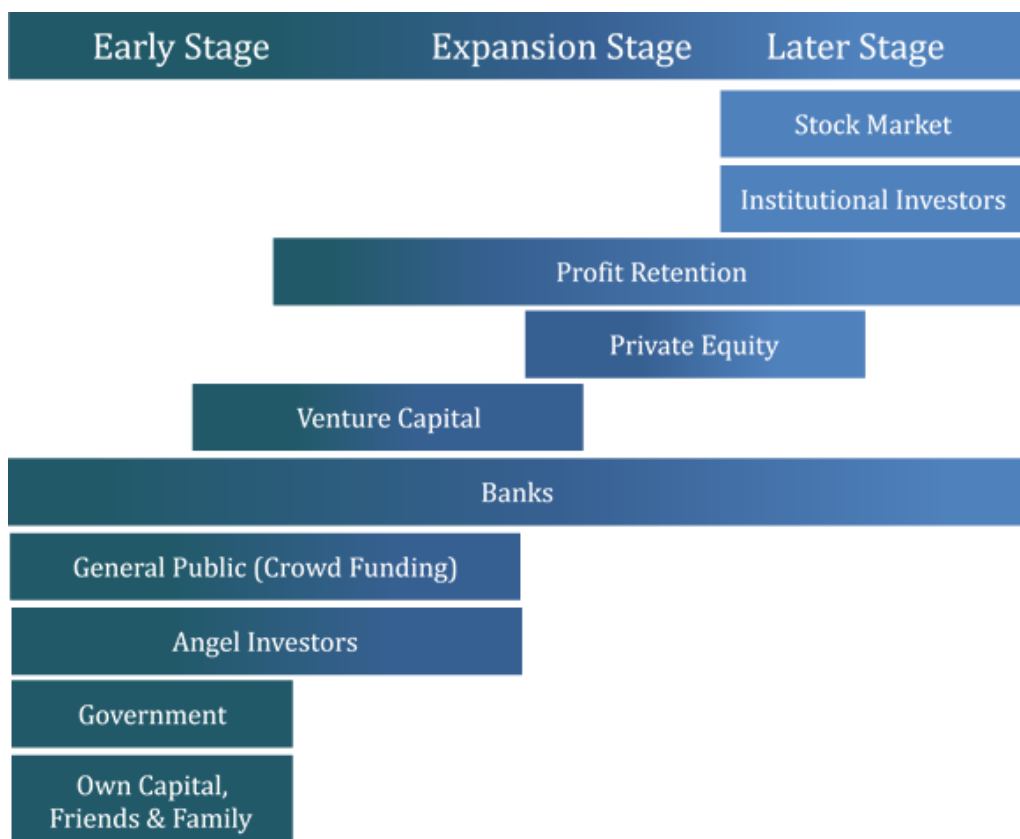 Early Stage
Expansion Stage
Later Stage
Stock Market
Institutional Investors
Profit Retention
Private Equity
Venture Capital
Banks
General Public (Crowd Funding)
Angel Investors
Government
Own Capital,
Friends & Family